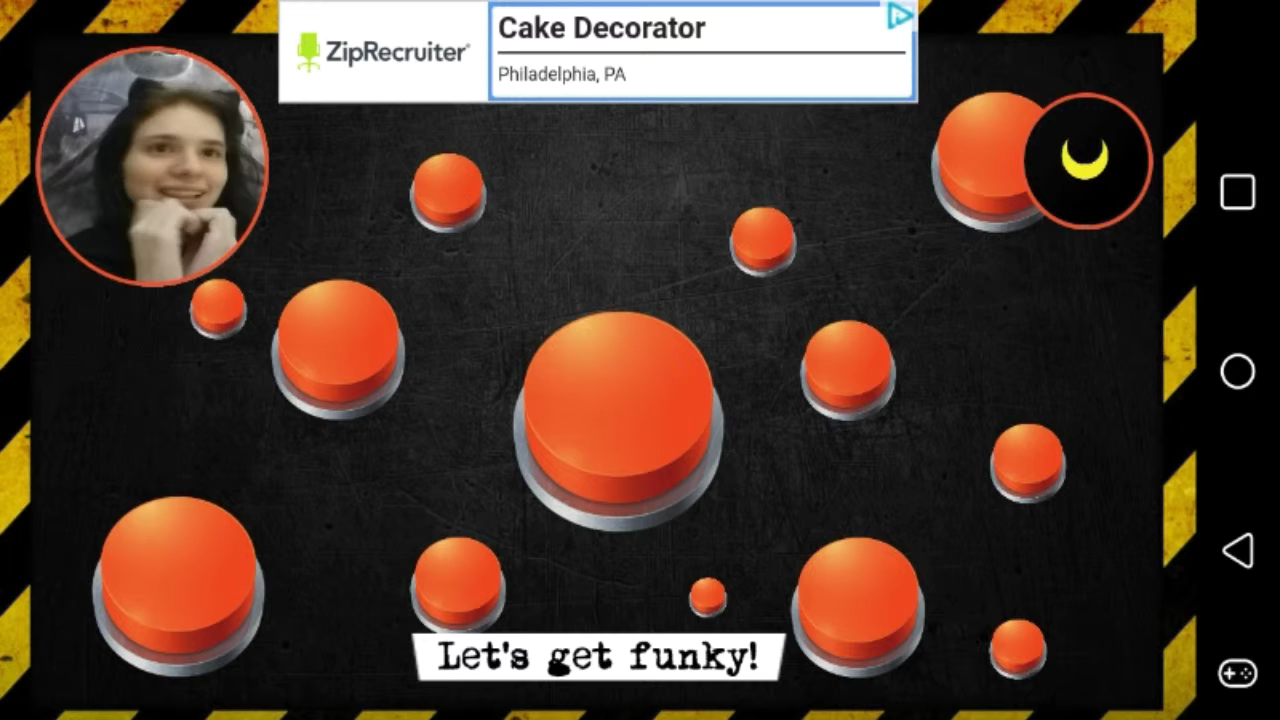 ZipRecruiter
Cake Decorator
Philadelphia, PA
Let's get funky!